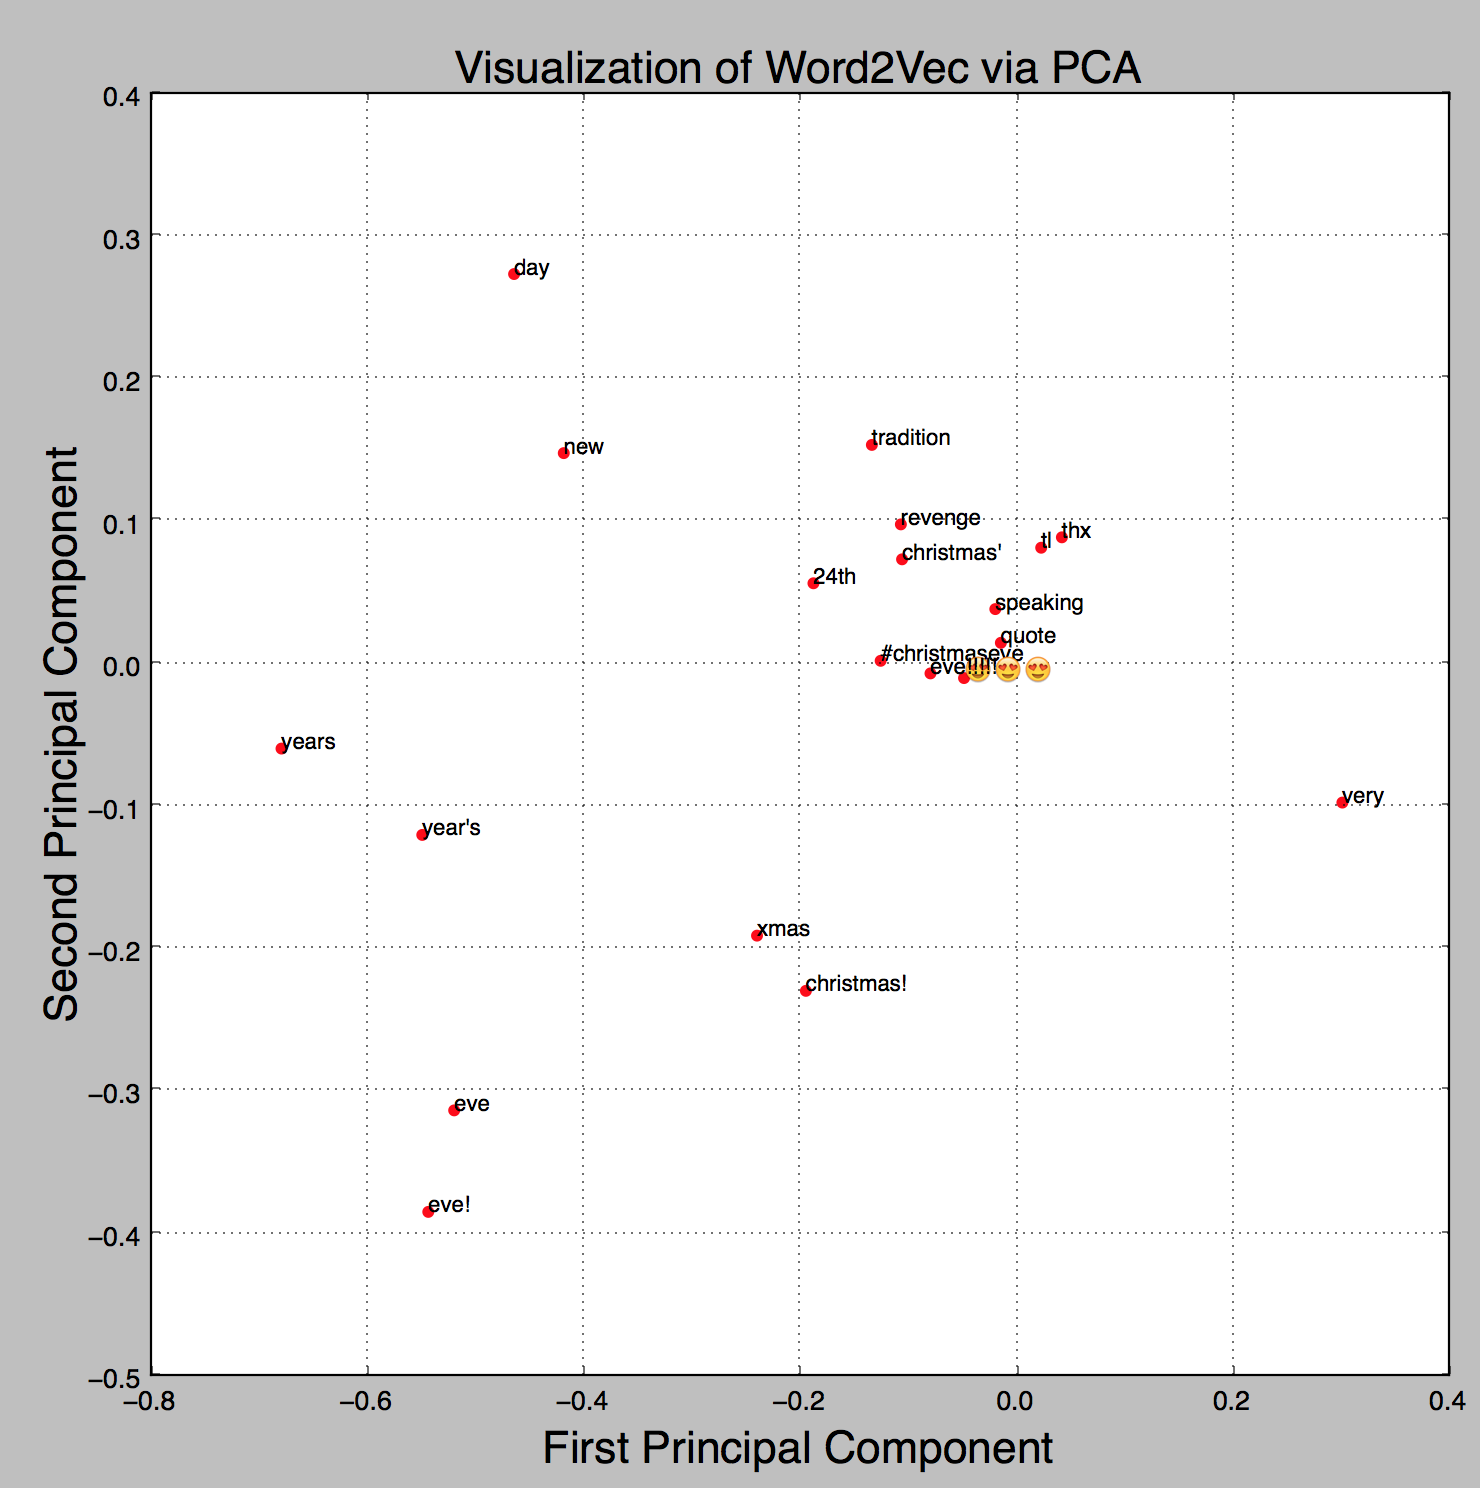 Visualization of Word2Vec via PCA
0.4
0.3
0.2
0.1
0.0
−0.1
−0.2
−0.3
−0.4
−0.5
Second Principal Component
day
new
tradition
revenge
thx
tl
christmas'
24th
speaking
quote
#christmaseve
eve!!!!!
😍😍😍
years
very
year's
xmas
christmas!
eve
eve!
−0.8
−0.6
−0.4
−0.2
0.0
0.2
0.4
First Principal Component